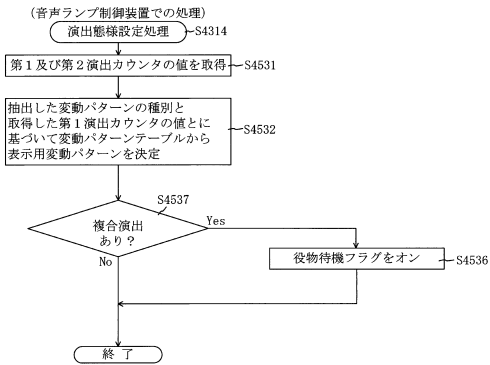 (音声ランプ制御装置での処理)
演出態様設定処理
S4314
第１及び第２演出カウンタの値を取得
S4531
抽出した変動パターンの種別と
取得した第１演出カウンタの値とに
基づいて変動パターンテーブルから
表示用変動パターンを決定
S4532
S4537
複合演出
あり？
Yes
No
役物待機フラグをオン
S4536
終 了